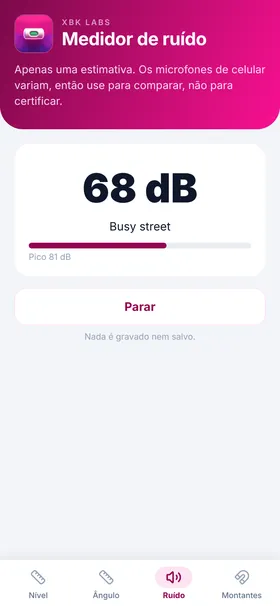 XBK LABS
Medidor de ruído
Apenas uma estimativa. Os microfones de celular
variam, então use para comparar, não para
certificar.
68 dB
Busy street
Pico 81 dB
Parar
Nada é gravado nem salvo.
Nível
Ângulo
Ruído
Montantes